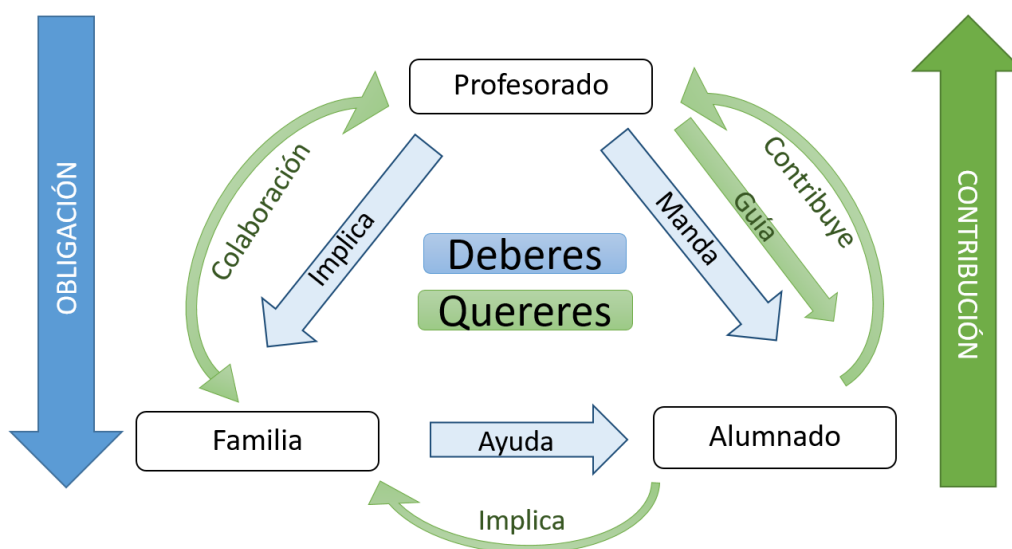 Profesorado
OBLIGACIÓN
Colaboración
Implica
Manda
Guía
Contribuye
CONTRIBUCIÓN
Deberes
Quereres
Familia
Ayuda
Alumnado
Implica